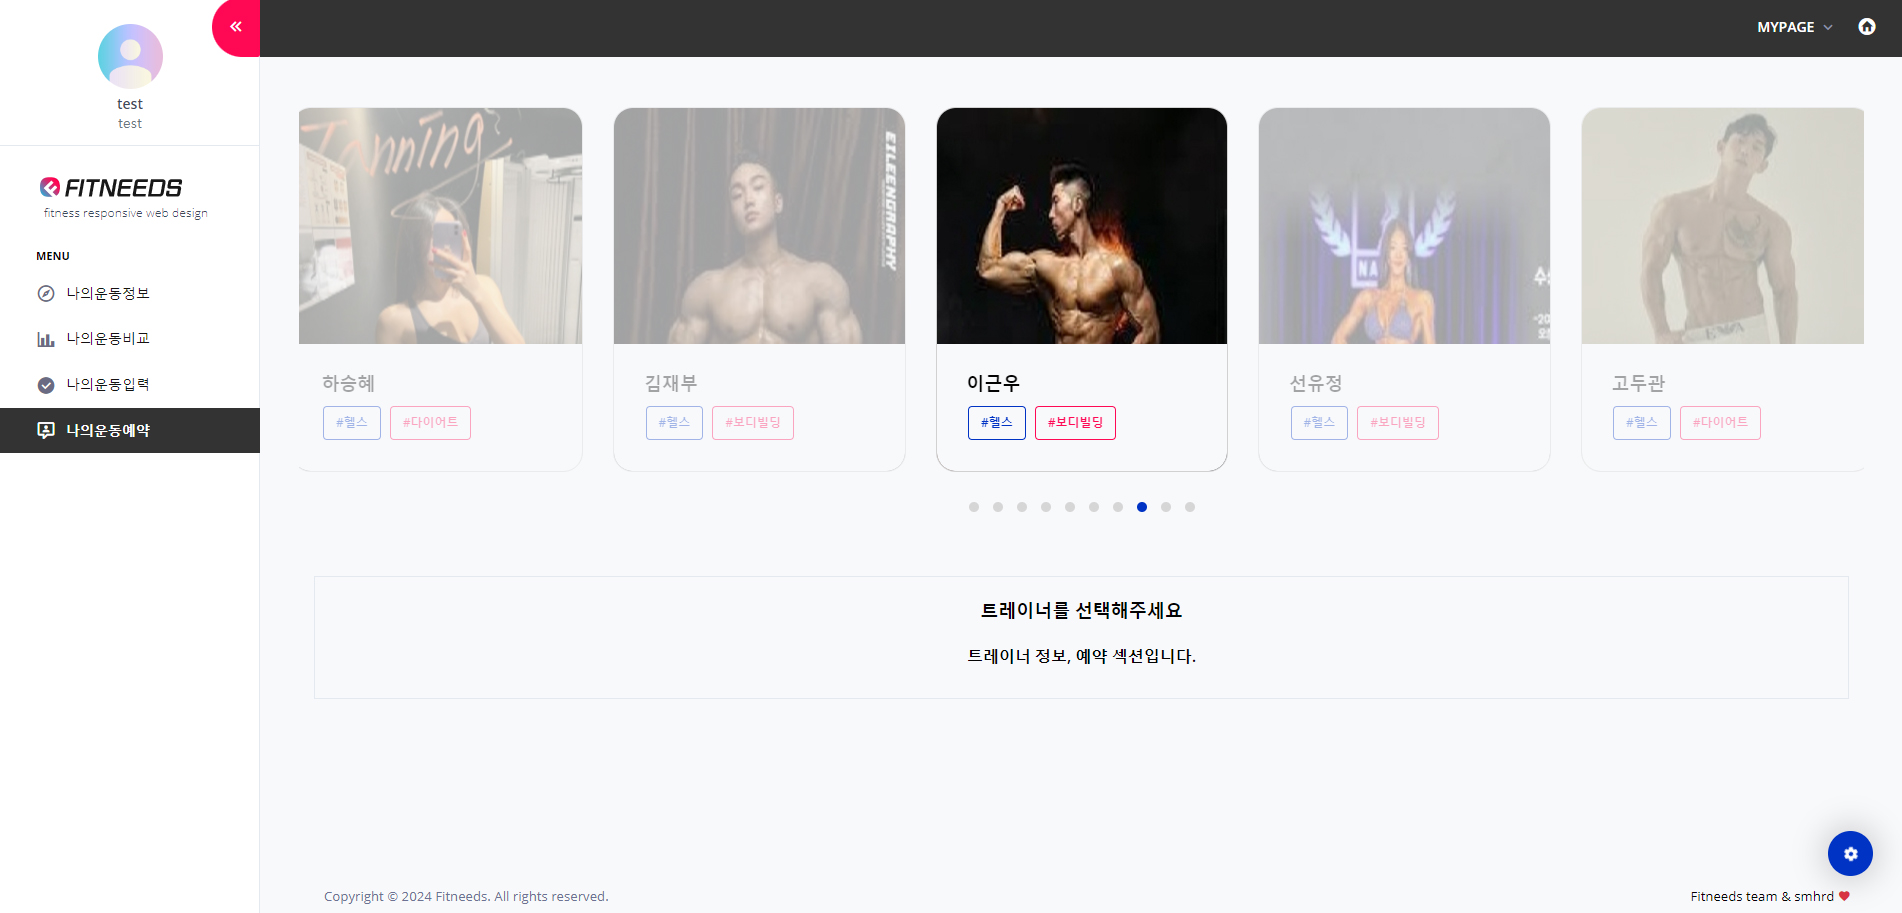 MYPAGE
test
test
FITNEEDS
fitness responsive web design
MENU
나의운동정보
나의운동비교
나의운동입력
나의운동예약
Tanning
EILEENGRAPHY
NA
하승혜
#헬스 #다이어트
김재부
#헬스 #보디빌딩
이근우
#헬스 #보디빌딩
선유정
#헬스 #보디빌딩
고두관
#헬스 #다이어트
트레이너를 선택해주세요
트레이너 정보, 예약 섹션입니다.
Copyright © 2024 Fitneeds. All rights reserved.
Fitneeds team & smhrd